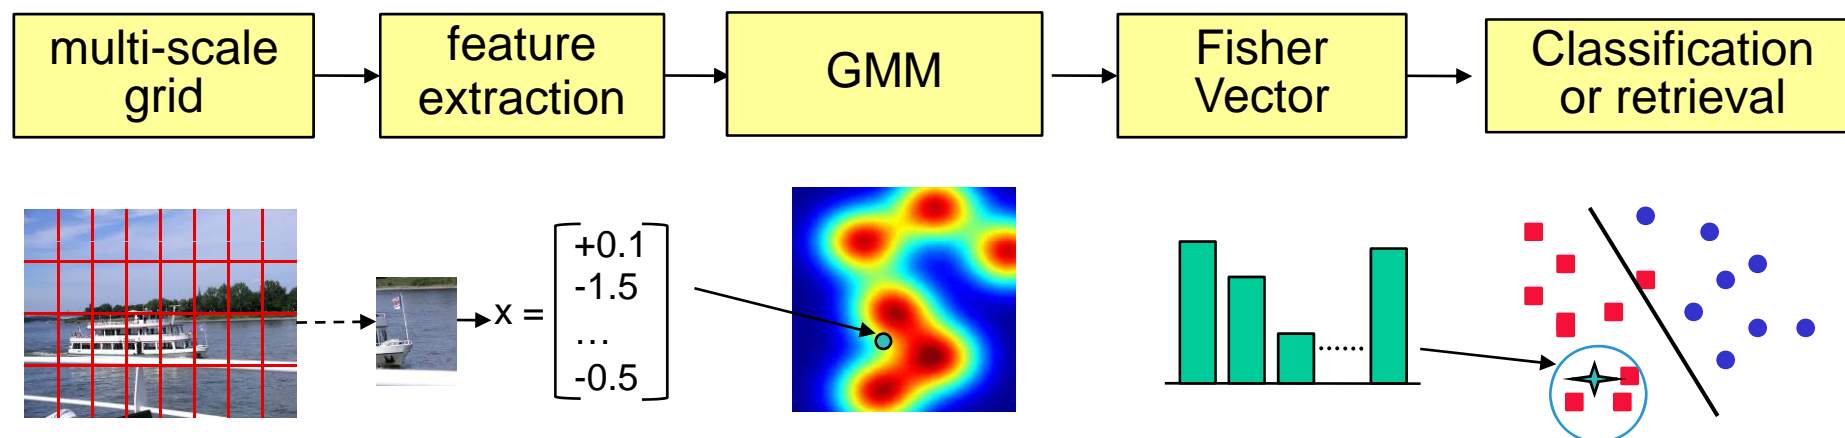 multi-scale
grid
feature
extraction
GMM
Fisher
Vector
Classification
or retrieval
x =
+0.1
-1.5
...
-0.5
......